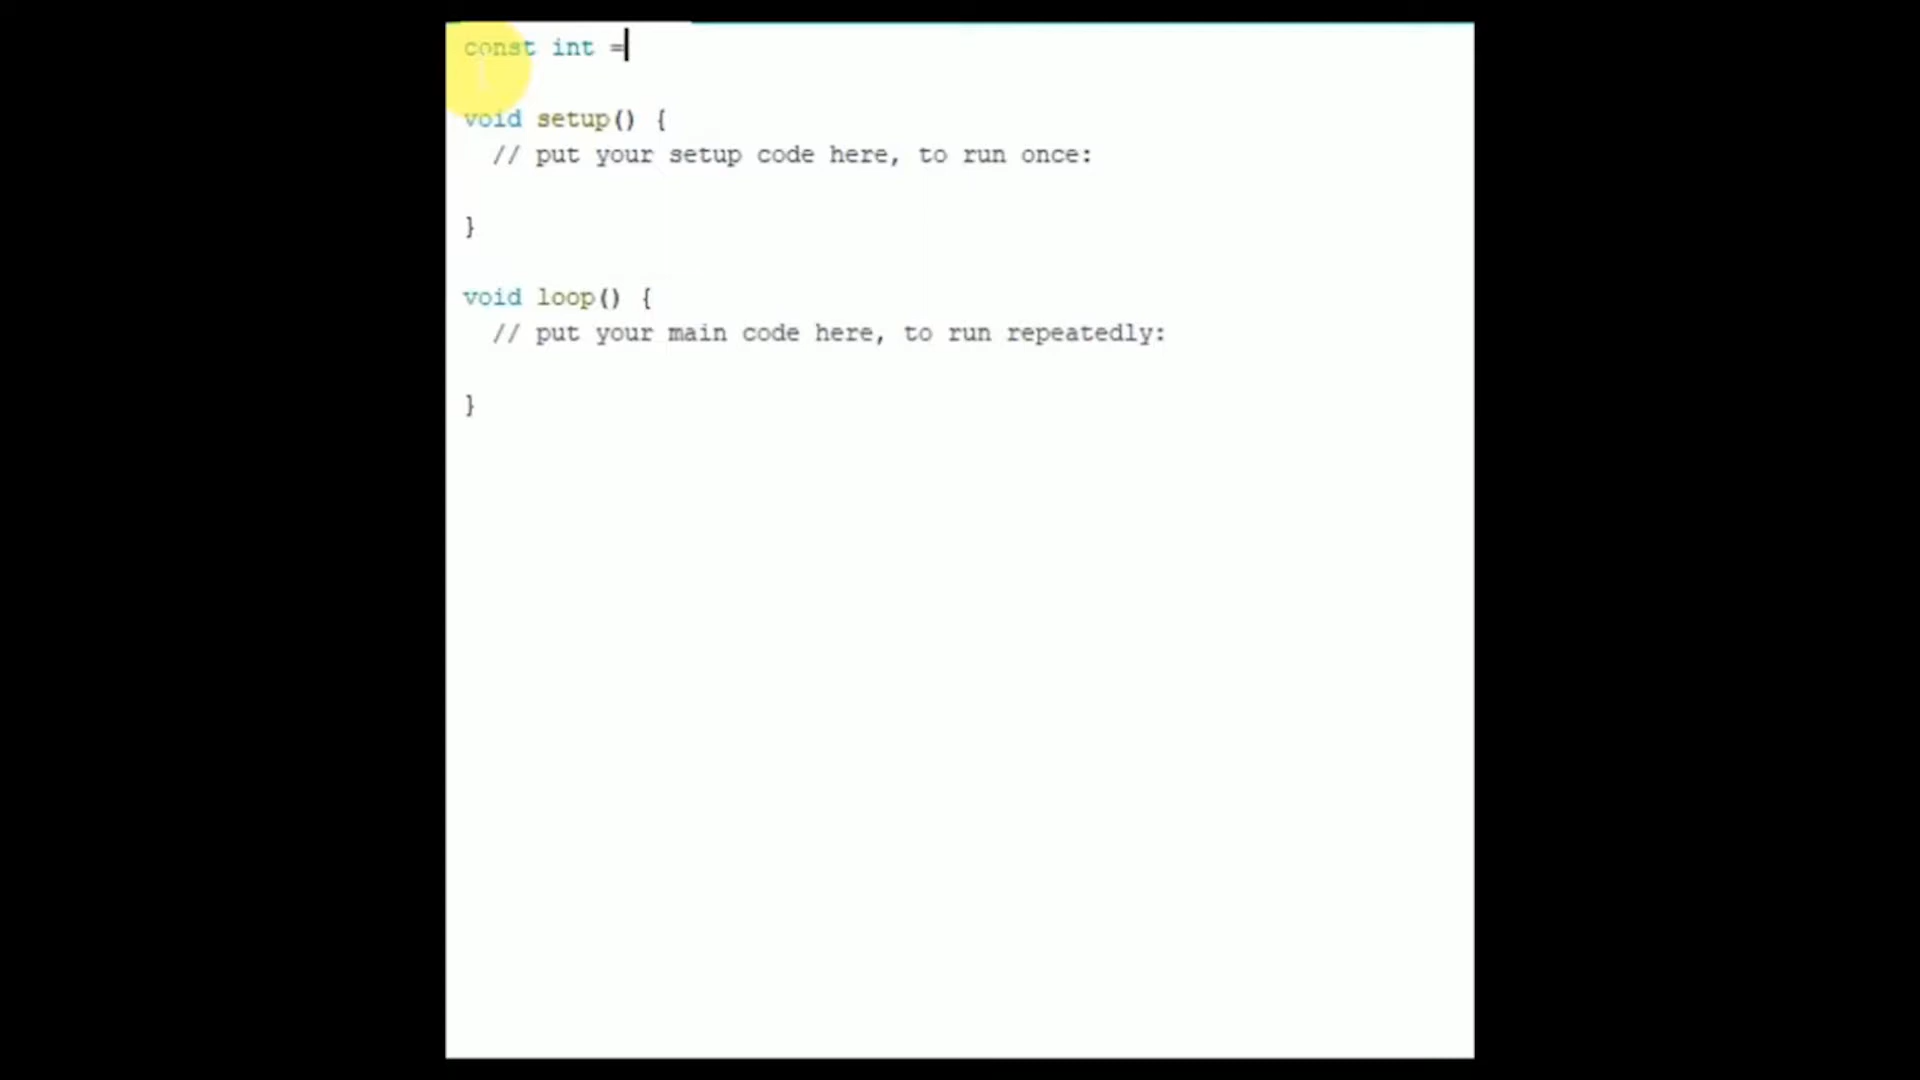 const int =
void setup() {
// put your setup code here, to run once:
}
void loop() {
// put your main code here, to run repeatedly:
}